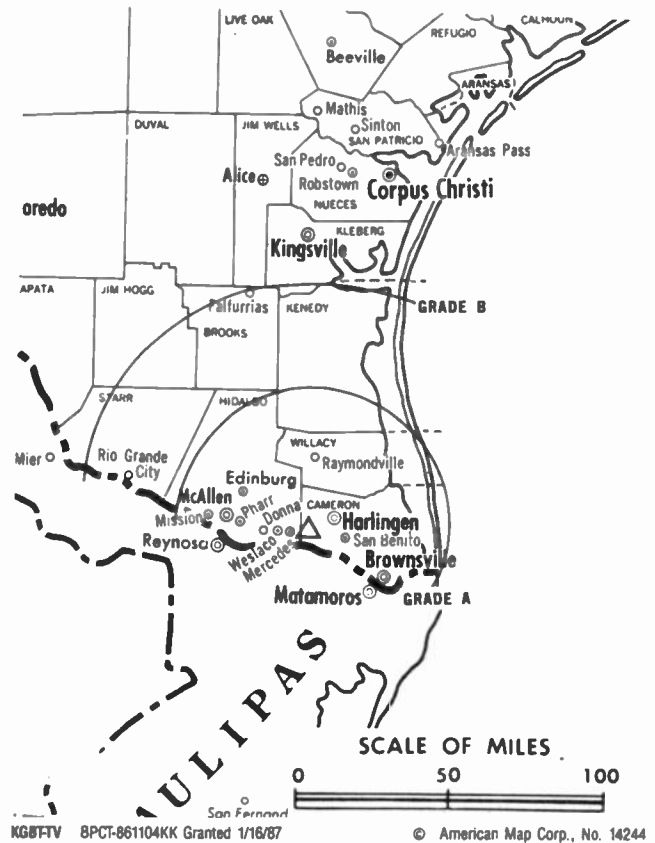 LIVE OAK
CALHOUN
REFUGIO
Beeville
ARANSAS
Mathis
DUVAL
JIM WELLS
Sinton
SAN PATRICIO
Aransas Pass
San Pedro
Alice
Robstown
Corpus Christi
NUECES
oredo
KLEBERG
Kingsville
APATA
JIM HOGG
Falfurrias
KENEDY
GRADE B
BROOKS
STARR
HIDALGO
WILLACY
Mier
Rio Grande
City
Raymondville
Edinburg
McAllen
Mission
Pharr
Donna
CAMERON
Harlingen
Reynosa
Weslaco
Mercedes
San Benito
Brownsville
Matamoros
GRADE A
AULIPAS
SCALE OF MILES
0 50 100
San Fernand
KGBT-TV BPCT-861104KK Granted 1/16/87 © American Map Corp., No. 14244